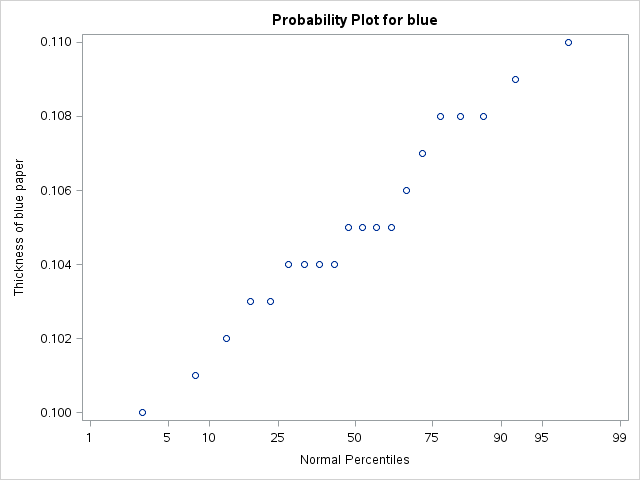 Probability Plot for blue
0.110
0.108
0.106
0.104
0.102
0.100
Thickness of blue paper
1 5 10 25 50 75 90 95 99
Normal Percentiles